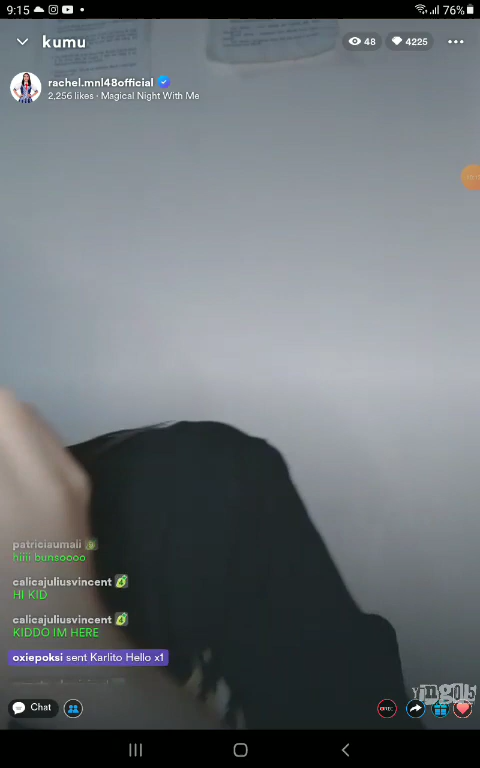 9:15
76%
kumu
48
4225
rachel.mnl48official
2,256 likes · Magical Night With Me
patriciaumali
hiiii bunsoooo
calicajuliusvincent
HI KID
calicajuliusvincent
KIDDO IM HERE
oxiepoksi sent Karlito Hello x1
Chat